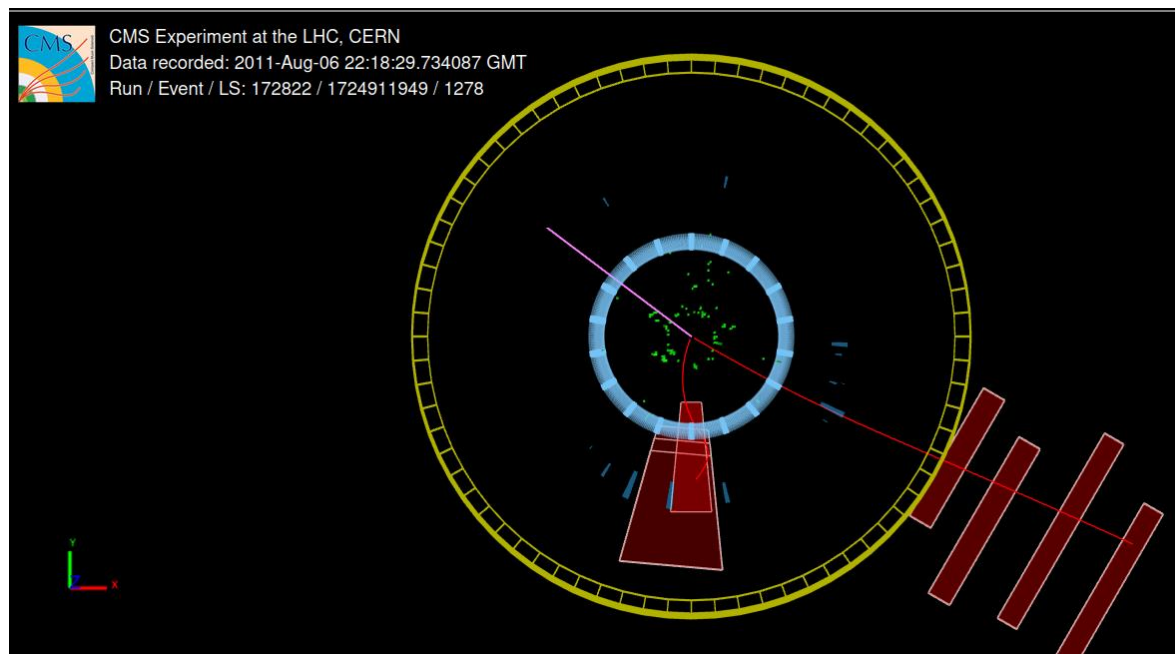 CMS
CMS Experiment at the LHC, CERN
Data recorded: 2011-Aug-06 22:18:29.734087 GMT
Run / Event / LS: 172822 / 1724911949 / 1278
Y
Z
X